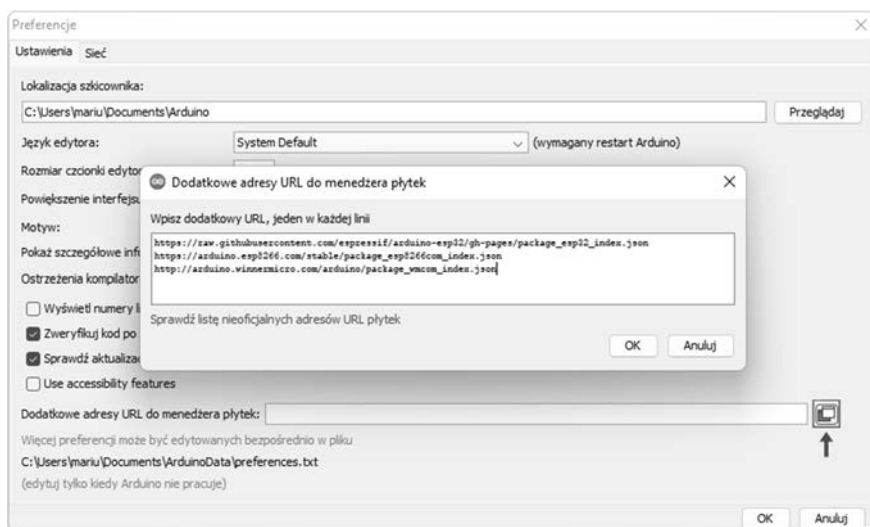 Preferencje
Ustawienia Sieć
Lokalizacja szkicownika:
C:\Users\mariu\Documents\Arduino Przeglądaj
Język edytora: System Default (wymagany restart Arduino)
Rozmiar czcionki edyto
Powiększenie interfejsu
Motyw:
Pokaż szczegółowe info
Ostrzeżenia kompilator
Wyświetl numery li
Zweryfikuj kod po
Sprawdź aktualizac
Use accessibility features
Dodatkowe adresy URL do menedżera płytek
Wpisz dodatkowy URL, jeden w każdej linii
https://raw.githubusercontent.com/espressif/arduino-esp32/gh-pages/package_esp32_index.json
https://arduino.esp8266.com/stable/package_esp8266com_index.json
http://arduino.winnermicro.com/arduino/package_wmcom_index.json
Sprawdź listę nieoficjalnych adresów URL płytek
OK Anuluj
Dodatkowe adresy URL do menedżera płytek:
Więcej preferencji może być edytowanych bezpośrednio w pliku
C:\Users\mariu\Documents\ArduinoData\preferences.txt
(edytuj tylko kiedy Arduino nie pracuje)
OK Anuluj